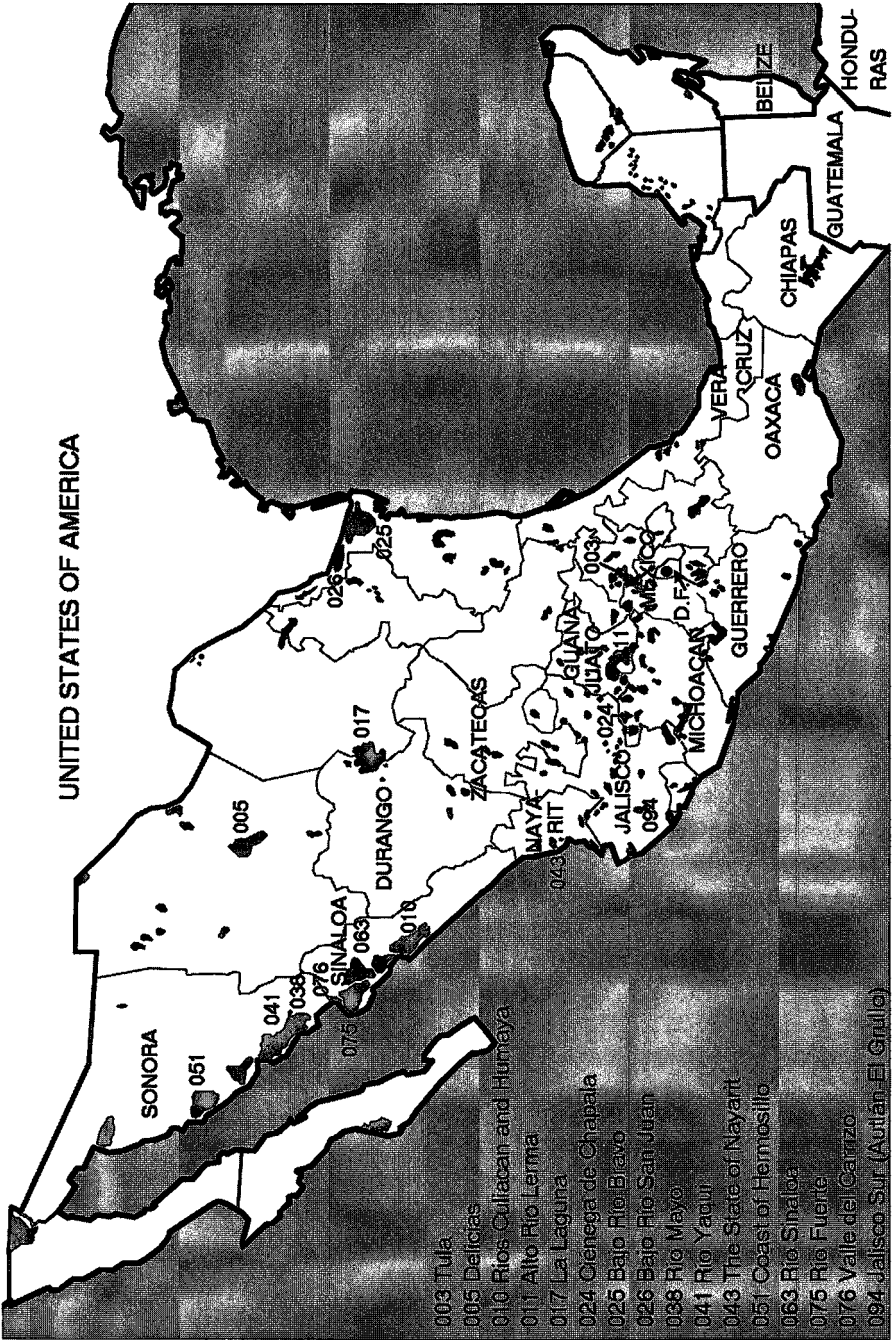 UNITED STATES OF AMERICA
SONORA
051
041
038
076
075
SINALOA
063
010
005
017
DURANGO
026
025
ZACATECAS
NAYA-
RIT
043
JALISCO
094
024
GUANA-
JUATO
011
003
MEXICO
D.F.
MICHOACAN
GUERRERO
VERA
CRUZ
OAXACA
CHIAPAS
GUATEMALA
BELIZE
HONDU-
RAS
003 Tula
005 Delicias
010 Rios Culiacan and Humaya
011 Alto Rio Lerma
017 La Laguna
024 Cienega de Chapala
025 Bajo Rio Bravo
026 Bajo Rio San Juan
038 Rio Mayo
041 Rio Yaqui
043 The State of Nayarit
051 Coast of Hermosillo
063 Rio Sinaloa
075 Rio Fuerte
076 Valle del Carrizo
094 Jalisco Sur (Autlan-El Grullo)